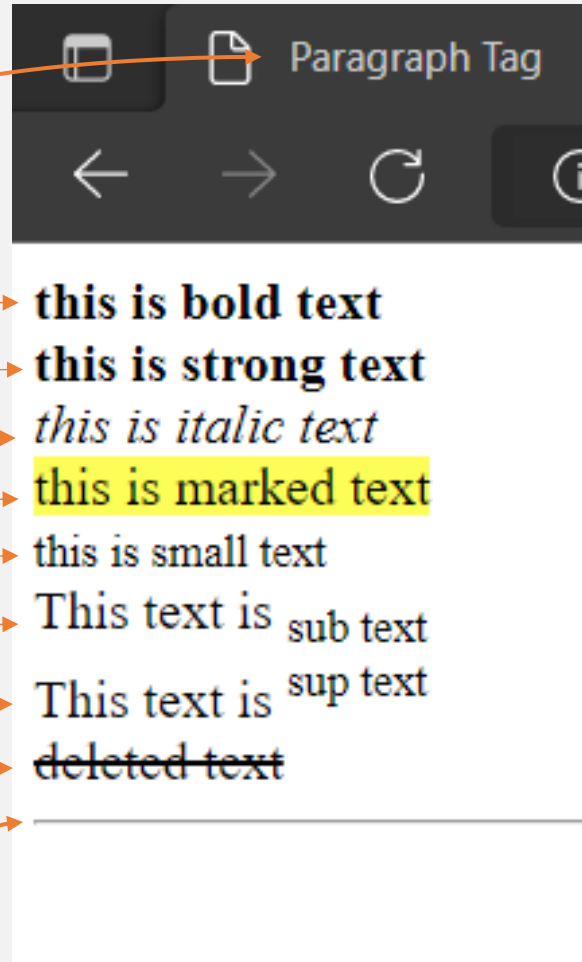 Paragraph Tag
this is bold text
this is strong text
this is italic text
this is marked text
this is small text
This text is sub text
This text is sup text
deleted text